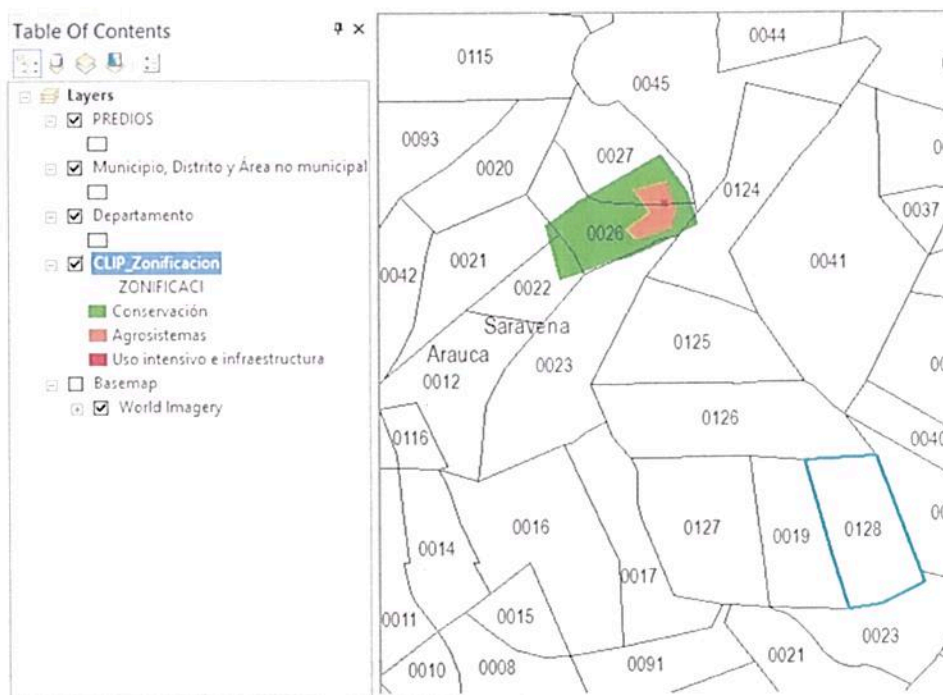 Table Of Contents
Layers
PREDIOS
Municipio, Distrito y Área no municipal
Departamento
CLIP_Zonificacion
ZONIFICACI
Conservación
Agrosistemas
Uso intensivo e infraestructura
Basemap
World Imagery
0044
0115
0045
0093
0027
0020
0124
0037
0026
0021
0041
0042
0022
Saravena
0125
Arauca
0023
0012
0126
0040
0116
0016
0127
0128
0019
0014
0017
0011
0015
0023
0021
0091
0010
0008